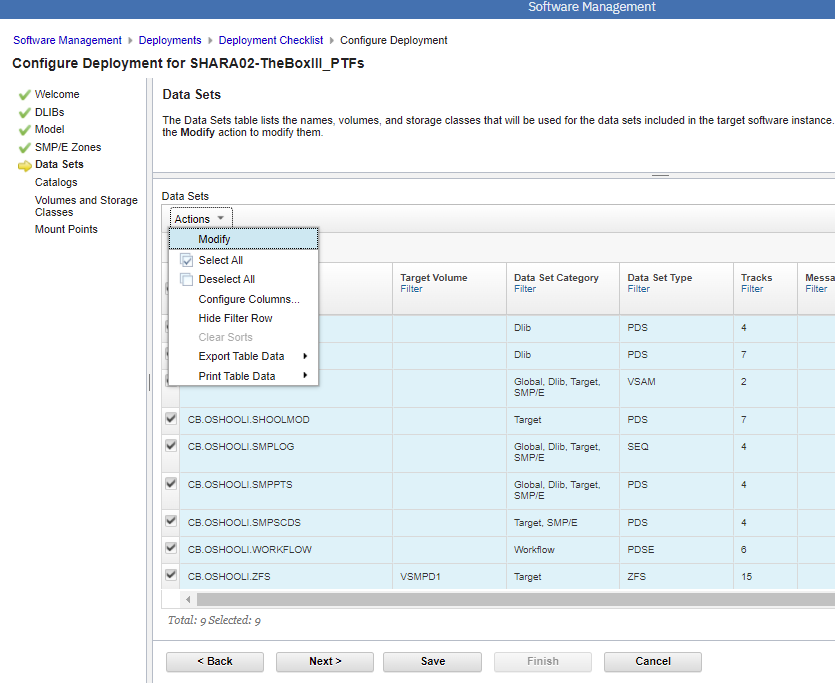 Software Management
Software Management Deployments Deployment Checklist Configure Deployment
Configure Deployment for SHARA02-TheBoxIII_PTFs
Welcome
DLIBs
Model
SMP/E Zones
Data Sets
Catalogs
Volumes and Storage
Classes
Mount Points
Data Sets
The Data Sets table lists the names, volumes, and storage classes that will be used for the data sets included in the target software instance.
the Modify action to modify them.
Data Sets
Actions
Modify
Select All
Deselect All
Configure Columns...
Hide Filter Row
Clear Sorts
Export Table Data
Print Table Data
Target Volume Data Set Category Data Set Type Tracks Messa
Filter Filter Filter Filter Filter
Dlib PDS 4
Dlib PDS 7
Global, Dlib, Target, VSAM 2
SMP/E
CB.OSHOOLI.SHOOLMOD Target PDS 7
CB.OSHOOLI.SMPLOG Global, Dlib, Target, SEQ 4
SMP/E
CB.OSHOOLI.SMPPTS Global, Dlib, Target, PDS 4
SMP/E
CB.OSHOOLI.SMPSCDS Target, SMP/E PDS 4
CB.OSHOOLI.WORKFLOW Workflow PDSE 6
CB.OSHOOLI.ZFS VSMPD1 Target ZFS 15
Total: 9 Selected: 9
< Back Next > Save Finish Cancel